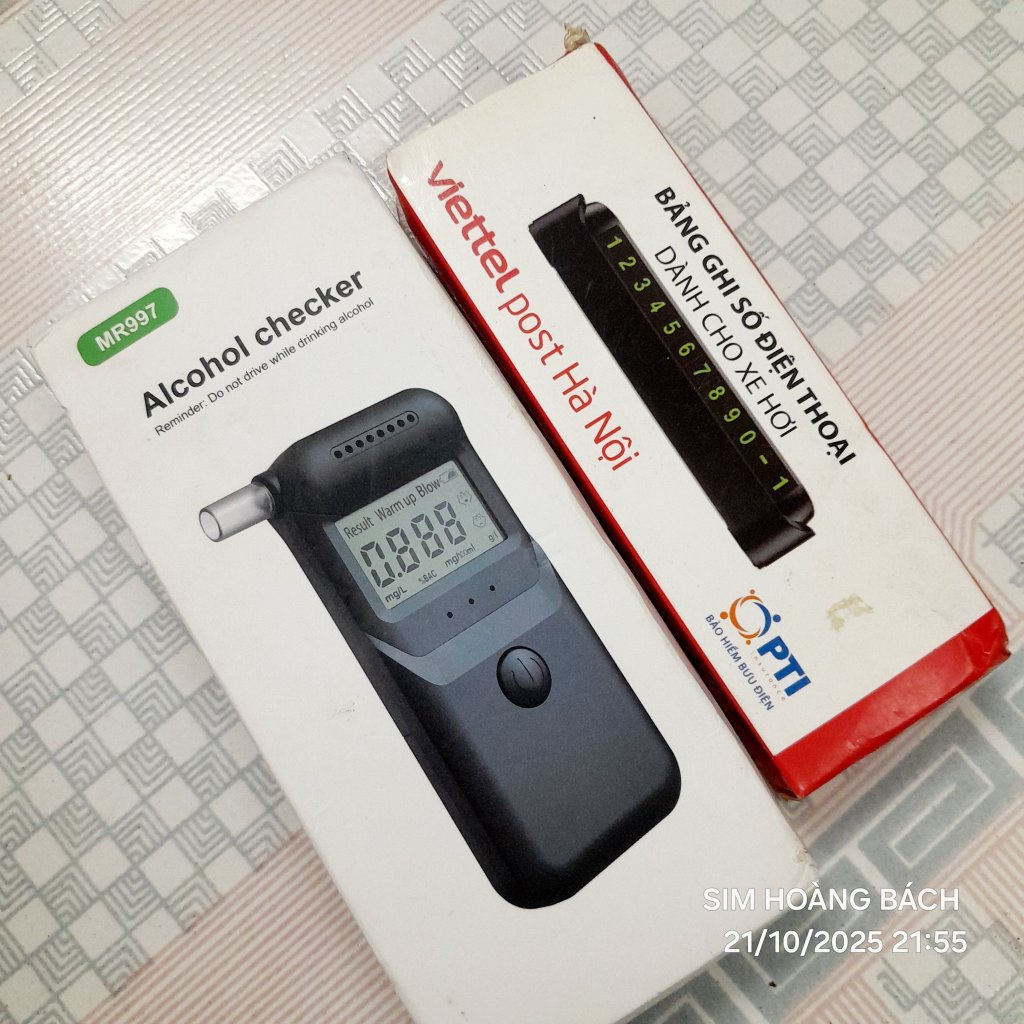 MR997
Alcohol checker
Reminder: Do not drive while drinking alcohol
Result Warm up Blow
0.888
mg/L %BAC mg/100ml g/l
viettel post Hà Nội
BẢNG GHI SỐ ĐIỆN THOẠI
DÀNH CHO XE HƠI
1 2 3 4 5 6 7 8 9 0 - 1
PTI
Insurance
BẢO HIỂM BƯU ĐIỆN
SIM HOÀNG BÁCH
21/10/2025 21:55